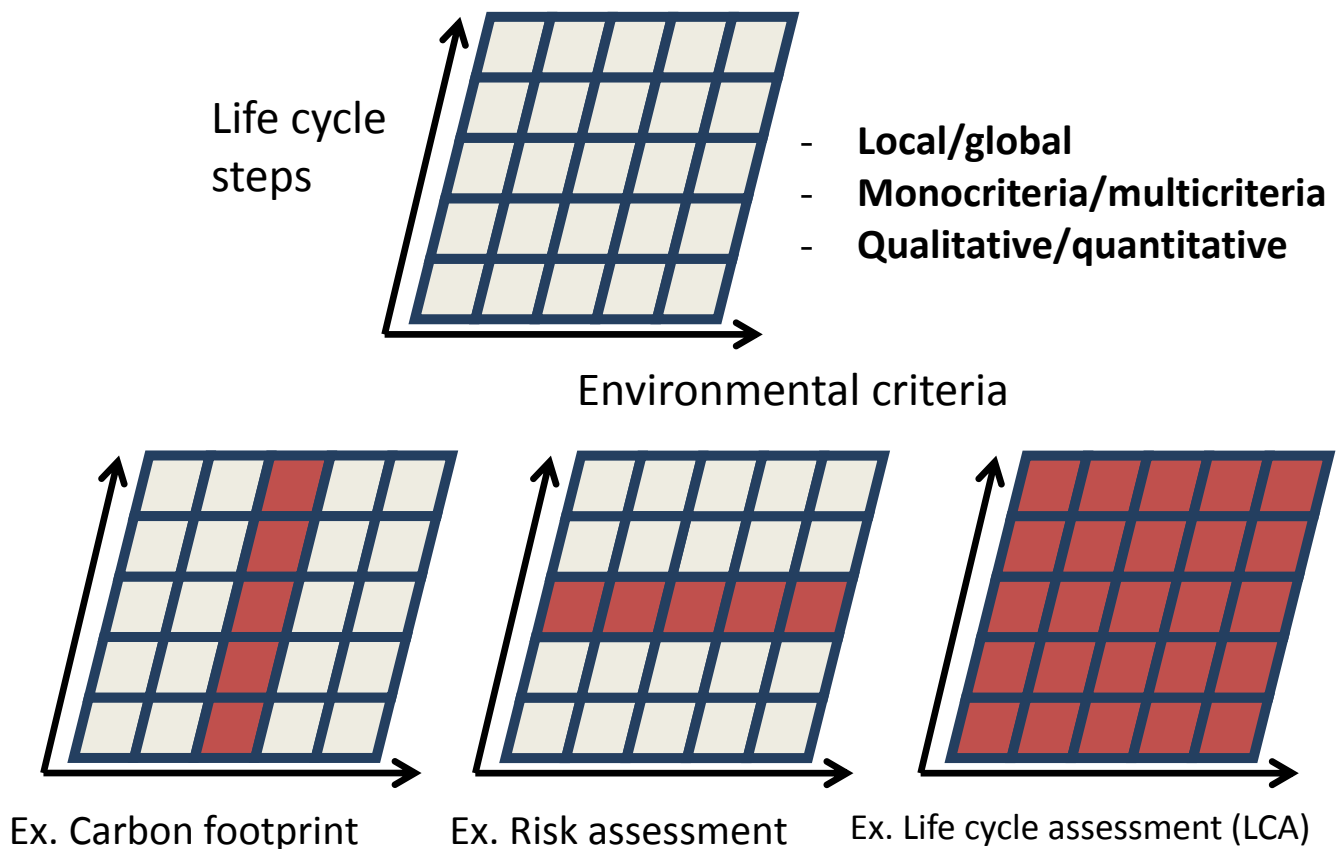 Life cycle
steps
- Local/global
- Monocriteria/multicriteria
- Qualitative/quantitative
Environmental criteria
Ex. Carbon footprint
Ex. Risk assessment
Ex. Life cycle assessment (LCA)